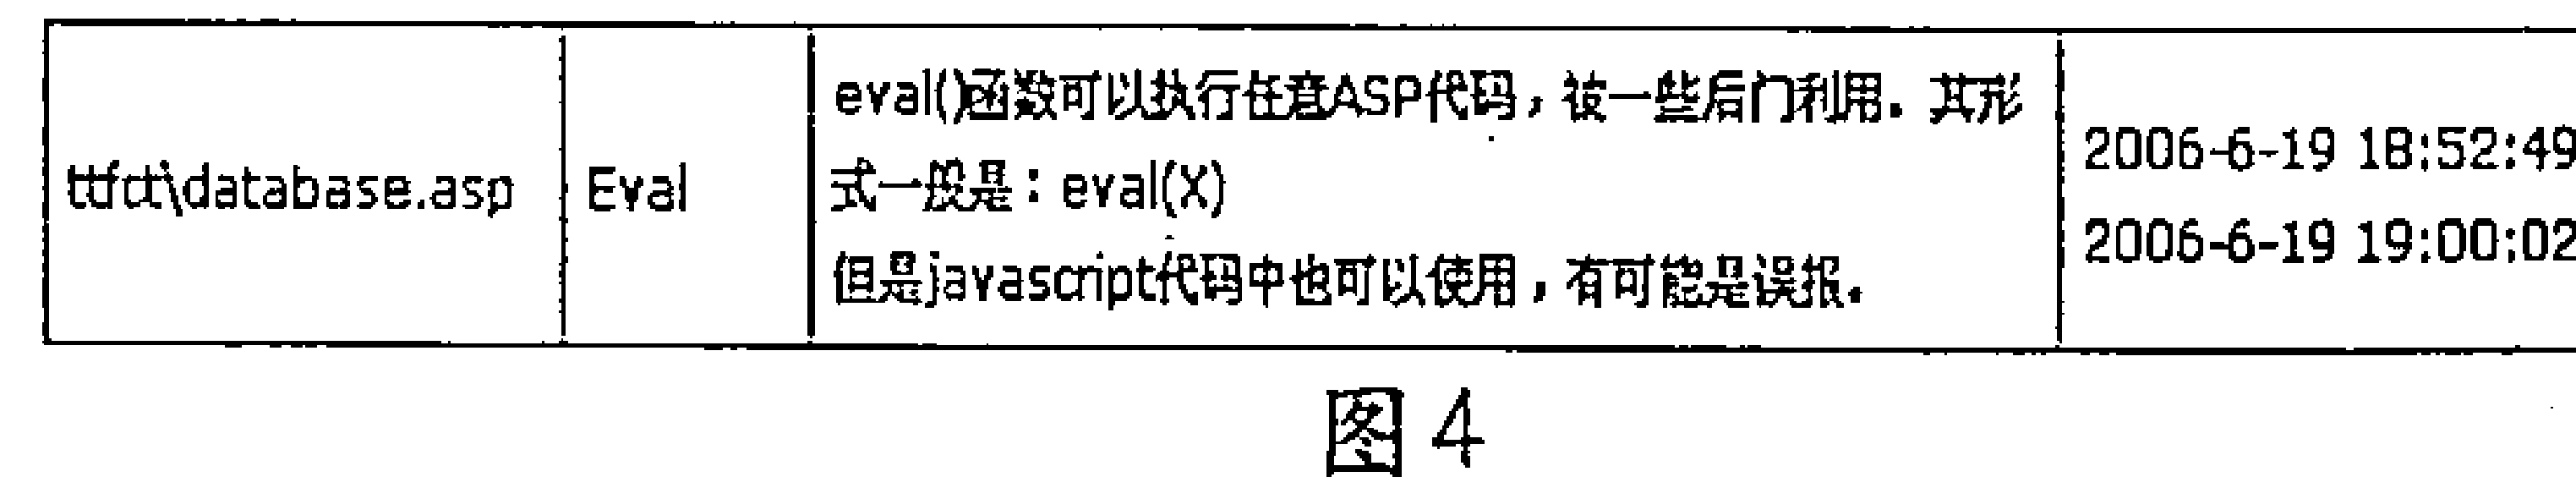 ttfct\database.asp
Eval
eval()函数可以执行任意ASP代码，被一些后门利用。其形
式一般是：eval(X)
但是javascript代码中也可以使用，有可能是误报。
2006-6-19 18:52:49
2006-6-19 19:00:02
图 4